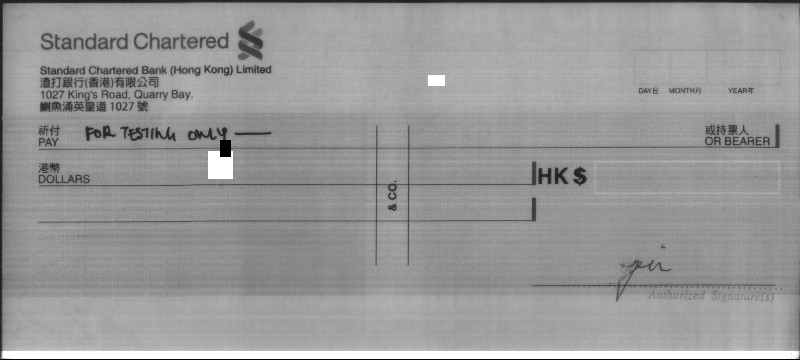 Standard Chartered
Standard Chartered Bank (Hong Kong) Limited
渣打銀行(香港)有限公司
1027 King's Road, Quarry Bay.
鰂魚涌英皇道 1027 號
DAY日 MONTH月 YEAR年
祈付
PAY FOR TESTING ONLY
或持票人
OR BEARER
港幣
DOLLARS
HK $
& CO.
Authorized Signature(s)